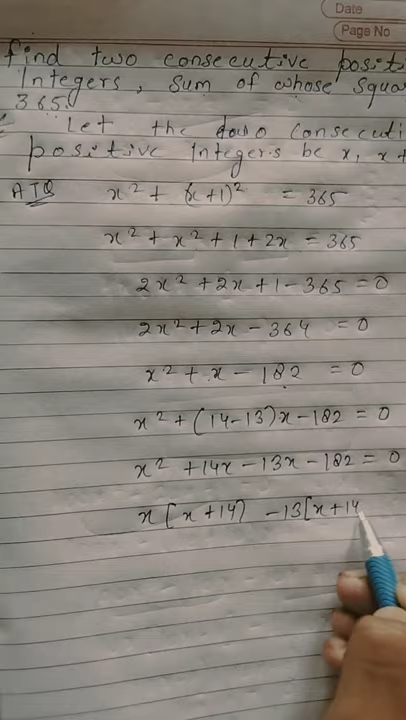 Date
Page No
find two consecutive posit
Integers, sum of whose squa
365.
Let the two consecuti
positive Integers be x, x +
ATQ x² + (x+1)² = 365
x² + x² + 1 + 2x = 365
2x² + 2x + 1 - 365 = 0
2x² + 2x - 364 = 0
x² + x - 182 = 0
x² + (14-13)x - 182 = 0
x² + 14x - 13x - 182 = 0
x [x + 14) - 13[x + 14